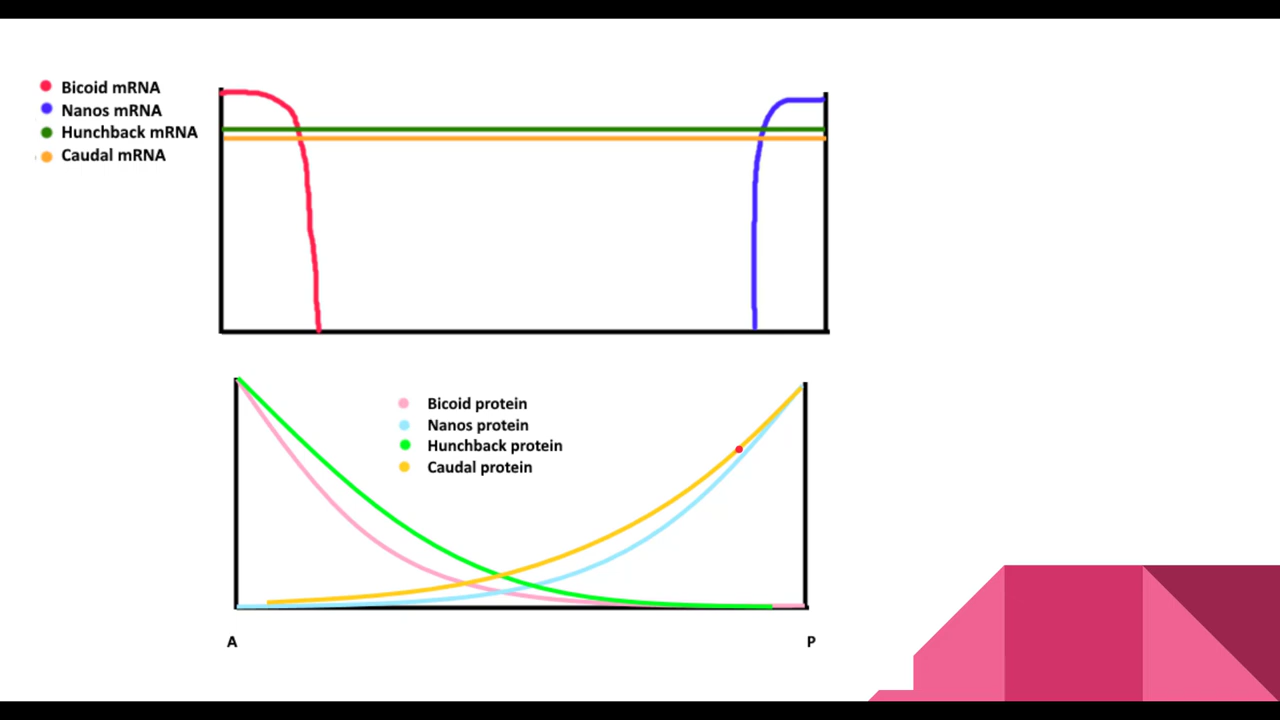 Bicoid mRNA
Nanos mRNA
Hunchback mRNA
Caudal mRNA
Bicoid protein
Nanos protein
Hunchback protein
Caudal protein
A
P